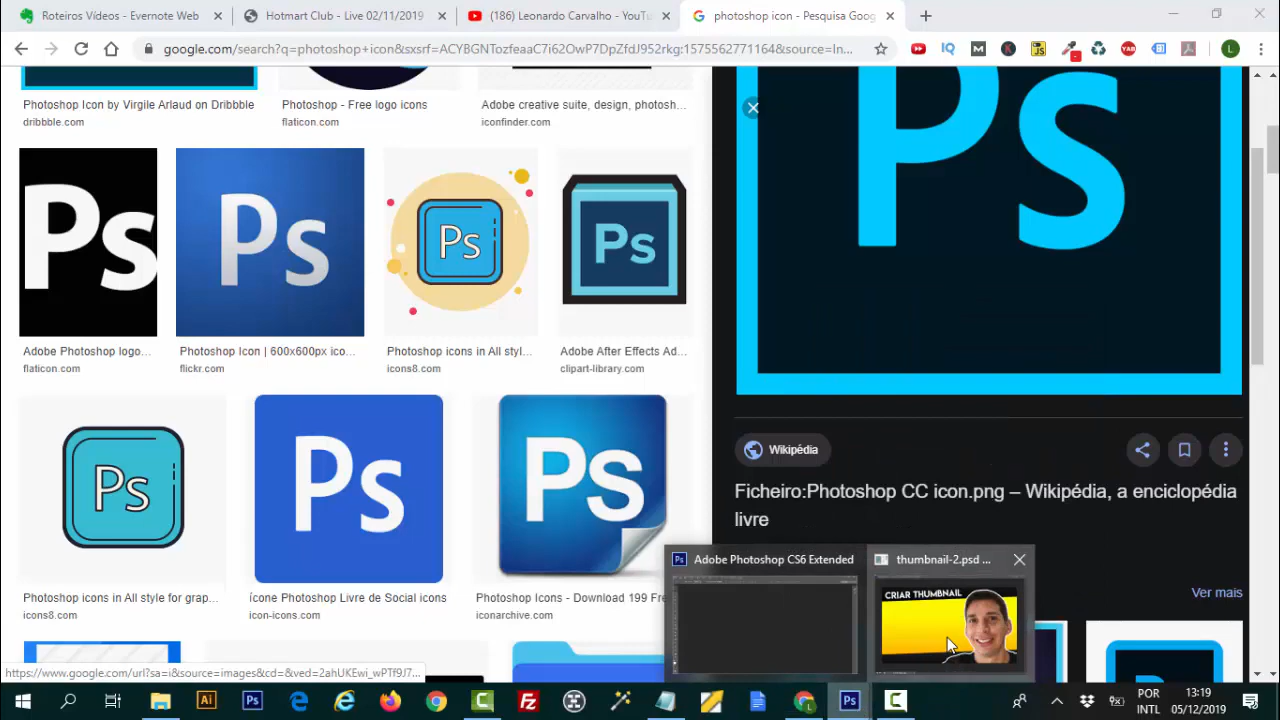 Roteiros Vídeos - Evernote Web
Hotmart Club - Live 02/11/2019
(186) Leonardo Carvalho - YouTu
photoshop icon - Pesquisa Goog
google.com/search?q=photoshop+icon&sxsrf=ACYBGNTozfeaaC7i62OwP7DpZfdJ952rkg:1575562771164&source=ln...
Photoshop Icon by Virgile Arlaud on Dribbble
dribbble.com
Photoshop - Free logo icons
flaticon.com
Adobe creative suite, design, photosh...
iconfinder.com
Ps
Ps
Ps
Ps
Ps
Adobe Photoshop logo...
flaticon.com
Photoshop Icon | 600x600px ico...
flickr.com
Photoshop icons in All styl...
icons8.com
Adobe After Effects Ad...
clipart-library.com
Ps
Ps
Ps
Wikipédia
Ficheiro:Photoshop CC icon.png – Wikipédia, a enciclopédia
livre
Photoshop icons in All style for grap...
icons8.com
ícone Photoshop Livre de Social icons
icon-icons.com
Photoshop Icons - Download 199 Fre
iconarchive.com
Ps Adobe Photoshop CS6 Extended
thumbnail-2.psd ...
CRIAR THUMBNAIL
Ver mais
https://www.google.com/url?sa=i&source=images&cd=&ved=2ahUKEwi_wPTf9J7...
Ai
Ps
Fz
Ps
POR
INTL
13:19
05/12/2019